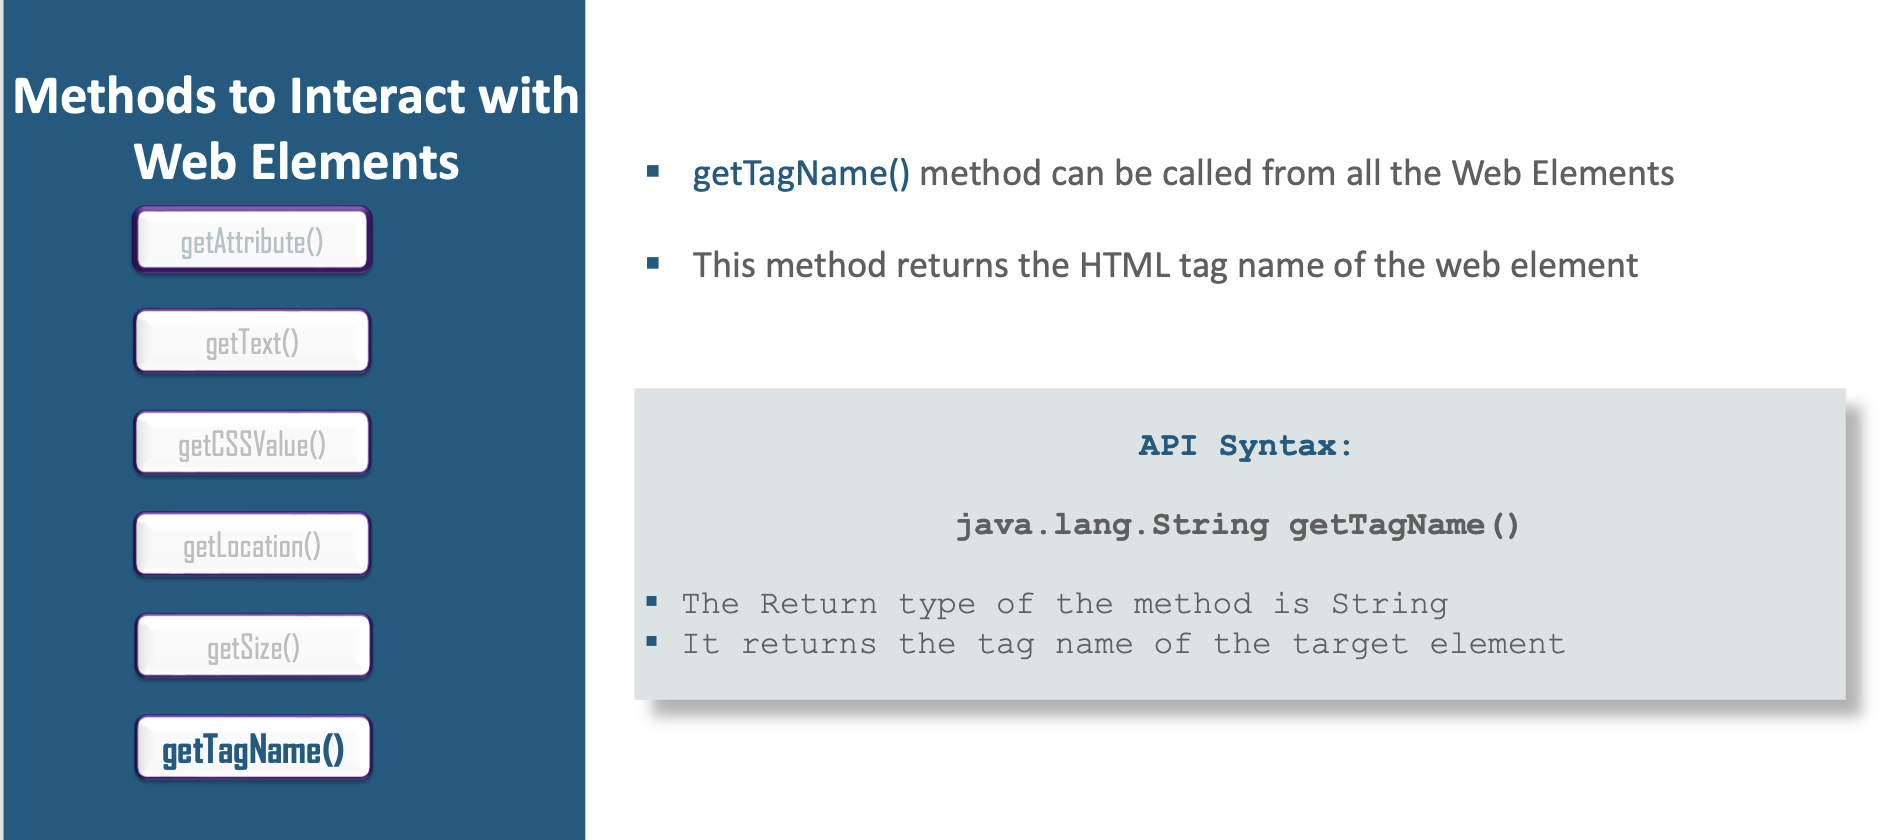 Methods to Interact with
Web Elements
getAttribute()
getText()
getCSSValue()
getLocation()
getSize()
getTagName()
▪ getTagName() method can be called from all the Web Elements
▪ This method returns the HTML tag name of the web element
API Syntax:
java.lang.String getTagName()
▪ The Return type of the method is String
▪ It returns the tag name of the target element